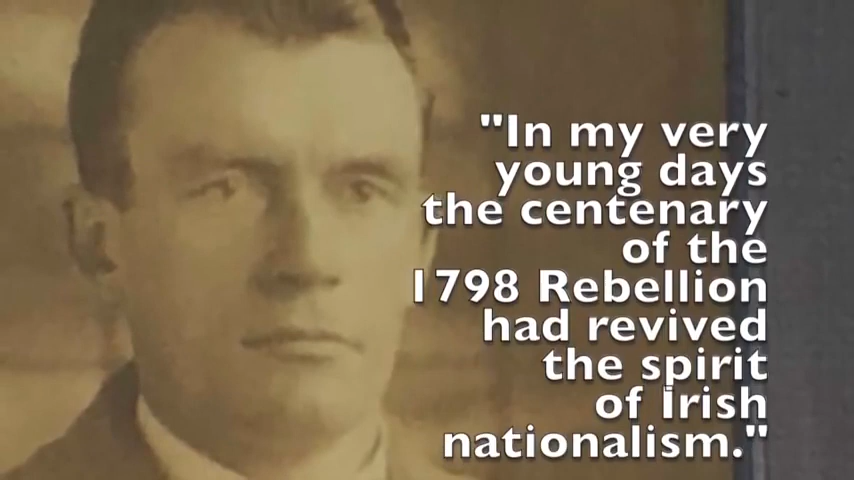 "In my very
young days
the centenary
of the
1798 Rebellion
had revived
the spirit
of Irish
nationalism."